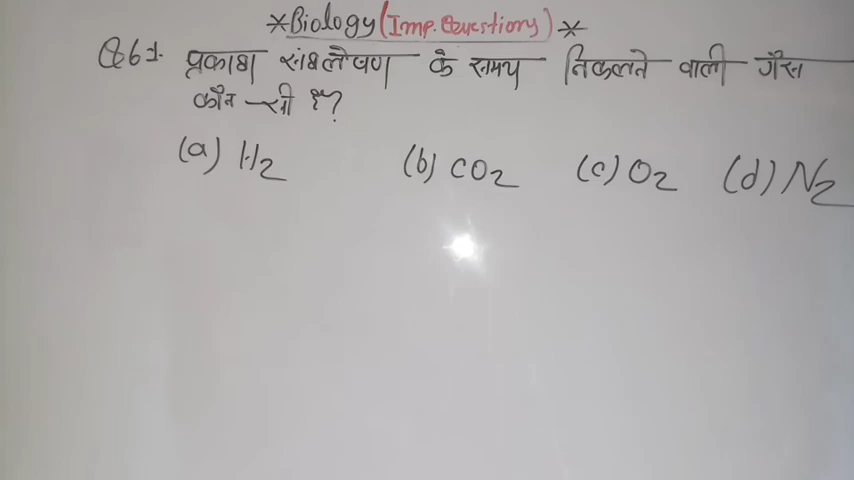 *Biology (Imp. Questions) *
Q61. प्रकाश संश्लेषण के समय निकलने वाली गैस
कौन-सी है?
(a) H2 (b) CO2 (c) O2 (d) N2